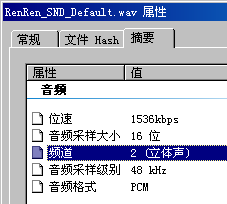 RenRen_SND_Default.wav 属性
常规 文件 Hash 摘要
属性 值
音频
位速 1536kbps
音频采样大小 16 位
频道 2 (立体声)
音频采样级别 48 kHz
音频格式 PCM